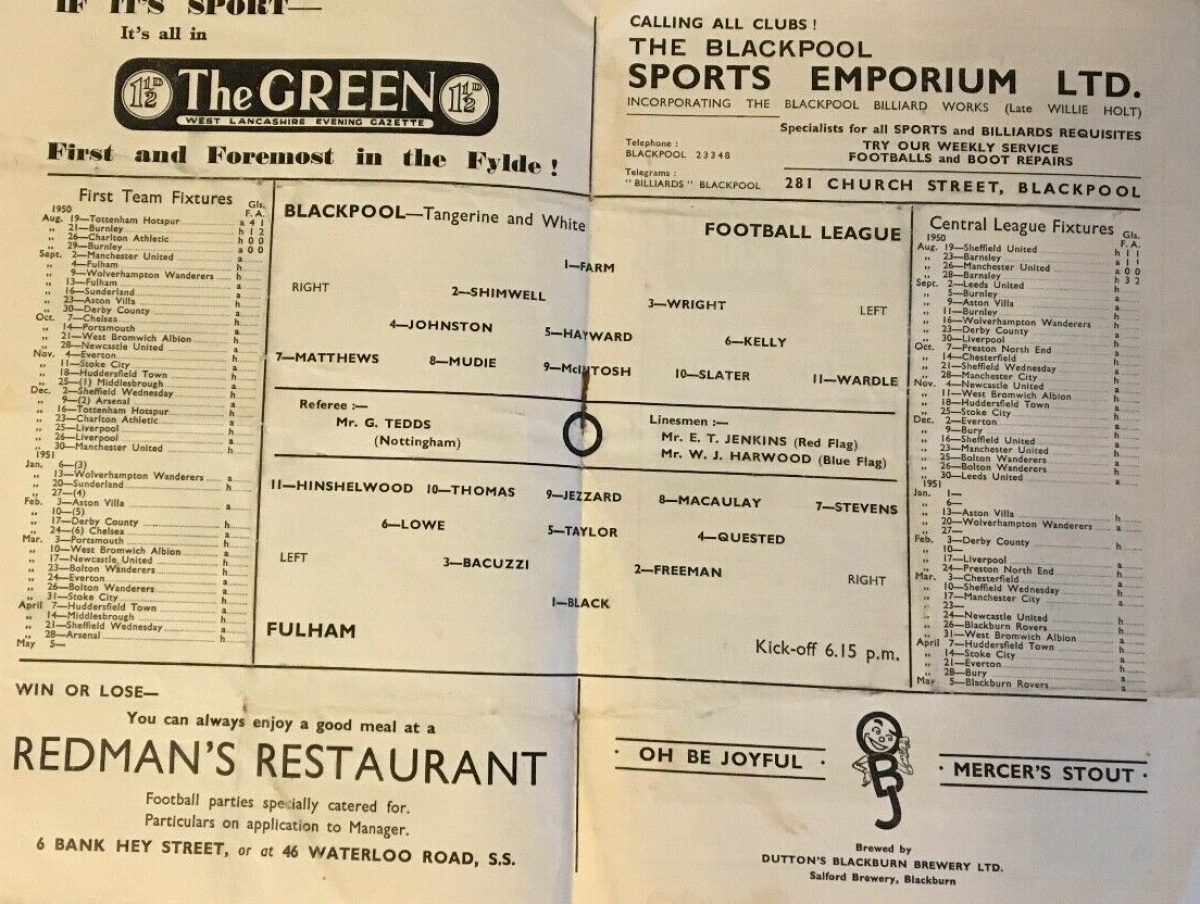 IF IT'S SPORT—
It's all in
1½D The GREEN 1½D
WEST LANCASHIRE EVENING GAZETTE
First and Foremost in the Fylde!
CALLING ALL CLUBS!
THE BLACKPOOL
SPORTS EMPORIUM LTD.
INCORPORATING THE BLACKPOOL BILLIARD WORKS (Late WILLIE HOLT)
Specialists for all SPORTS and BILLIARDS REQUISITES
Telephone :
BLACKPOOL 23348
TRY OUR WEEKLY SERVICE
FOOTBALLS and BOOT REPAIRS
Telegrams :
"BILLIARDS" BLACKPOOL
281 CHURCH STREET, BLACKPOOL
First Team Fixtures
Gls.
1950 F. A.
Aug. 19—Tottenham Hotspur a 4 1
„ 21—Burnley h 1 2
„ 26—Charlton Athletic h 0 0
„ 29—Burnley a 0 0
Sept. 2—Manchester United a
„ 4—Fulham h
„ 9—Wolverhampton Wanderers h
„ 13—Fulham a
„ 16—Sunderland a
„ 23—Aston Villa h
„ 30—Derby County a
Oct. 7—Chelsea h
„ 14—Portsmouth a
„ 21—West Bromwich Albion h
„ 28—Newcastle United a
Nov. 4—Everton h
„ 11—Stoke City a
„ 18—Huddersfield Town h
„ 25—(1) Middlesbrough a
Dec. 2—Sheffield Wednesday h
„ 9—(2) Arsenal a
„ 16—Tottenham Hotspur h
„ 23—Charlton Athletic a
„ 25—Liverpool
„ 26—Liverpool
„ 30—Manchester United h
1951
Jan. 6—(3)
„ 13—Wolverhampton Wanderers a
„ 20—Sunderland h
„ 27—(4)
Feb. 3—Aston Villa a
„ 10—(5)
„ 17—Derby County h
„ 24—(6) Chelsea a
Mar. 3—Portsmouth h
„ 10—West Bromwich Albion a
„ 17—Newcastle United h
„ 23—Bolton Wanderers h
„ 24—Everton a
„ 26—Bolton Wanderers a
„ 31—Stoke City h
April 7—Huddersfield Town a
„ 14—Middlesbrough h
„ 21—Sheffield Wednesday a
„ 28—Arsenal h
May 5—
BLACKPOOL—Tangerine and White
FOOTBALL LEAGUE
1—FARM
RIGHT 2—SHIMWELL 3—WRIGHT LEFT
4—JOHNSTON 5—HAYWARD 6—KELLY
7—MATTHEWS 8—MUDIE 9—McINTOSH 10—SLATER 11—WARDLE
Referee :—
Mr. G. TEDDS
(Nottingham)
Linesmen :—
Mr. E. T. JENKINS (Red Flag)
Mr. W. J. HARWOOD (Blue Flag)
11—HINSHELWOOD 10—THOMAS 9—JEZZARD 8—MACAULAY 7—STEVENS
6—LOWE 5—TAYLOR 4—QUESTED
LEFT 3—BACUZZI 2—FREEMAN RIGHT
1—BLACK
FULHAM
Kick-off 6.15 p.m.
Central League Fixtures
Gls.
1950 F. A.
Aug. 19—Sheffield United h 1 1
„ 23—Barnsley a 1 1
„ 26—Manchester United a 0 0
„ 28—Barnsley h 3 2
Sept. 2—Leeds United h
„ 5—Burnley
„ 9—Aston Villa a
„ 11—Burnley h
„ 16—Wolverhampton Wanderers h
„ 23—Derby County a
„ 30—Liverpool h
Oct. 7—Preston North End
„ 14—Chesterfield
„ 21—Sheffield Wednesday
„ 28—Manchester City
Nov. 4—Newcastle United
„ 11—West Bromwich Albion
„ 18—Huddersfield Town
„ 25—Stoke City
Dec. 2—Everton
„ 9—Bury
„ 16—Sheffield United
„ 23—Manchester United
„ 25—Bolton Wanderers
„ 26—Bolton Wanderers
„ 30—Leeds United
1951
Jan. 1—
„ 6—
„ 13—Aston Villa h
„ 20—Wolverhampton Wanderers a
„ 27—
Feb. 3—Derby County h
„ 10—
„ 17—Liverpool
„ 24—Preston North End
Mar. 3—Chesterfield
„ 10—Sheffield Wednesday
„ 17—Manchester City
„ 23—
„ 24—Newcastle United h
„ 26—Blackburn Rovers h
„ 31—West Bromwich Albion a
April 7—Huddersfield Town h
„ 14—Stoke City a
„ 21—Everton
„ 28—Bury
May 5—Blackburn Rovers a
WIN OR LOSE—
You can always enjoy a good meal at a
REDMAN'S RESTAURANT
Football parties specially catered for.
Particulars on application to Manager.
6 BANK HEY STREET, or at 46 WATERLOO ROAD, S.S.
· OH BE JOYFUL ·
OBJ
· MERCER'S STOUT ·
Brewed by
DUTTON'S BLACKBURN BREWERY LTD.
Salford Brewery, Blackburn